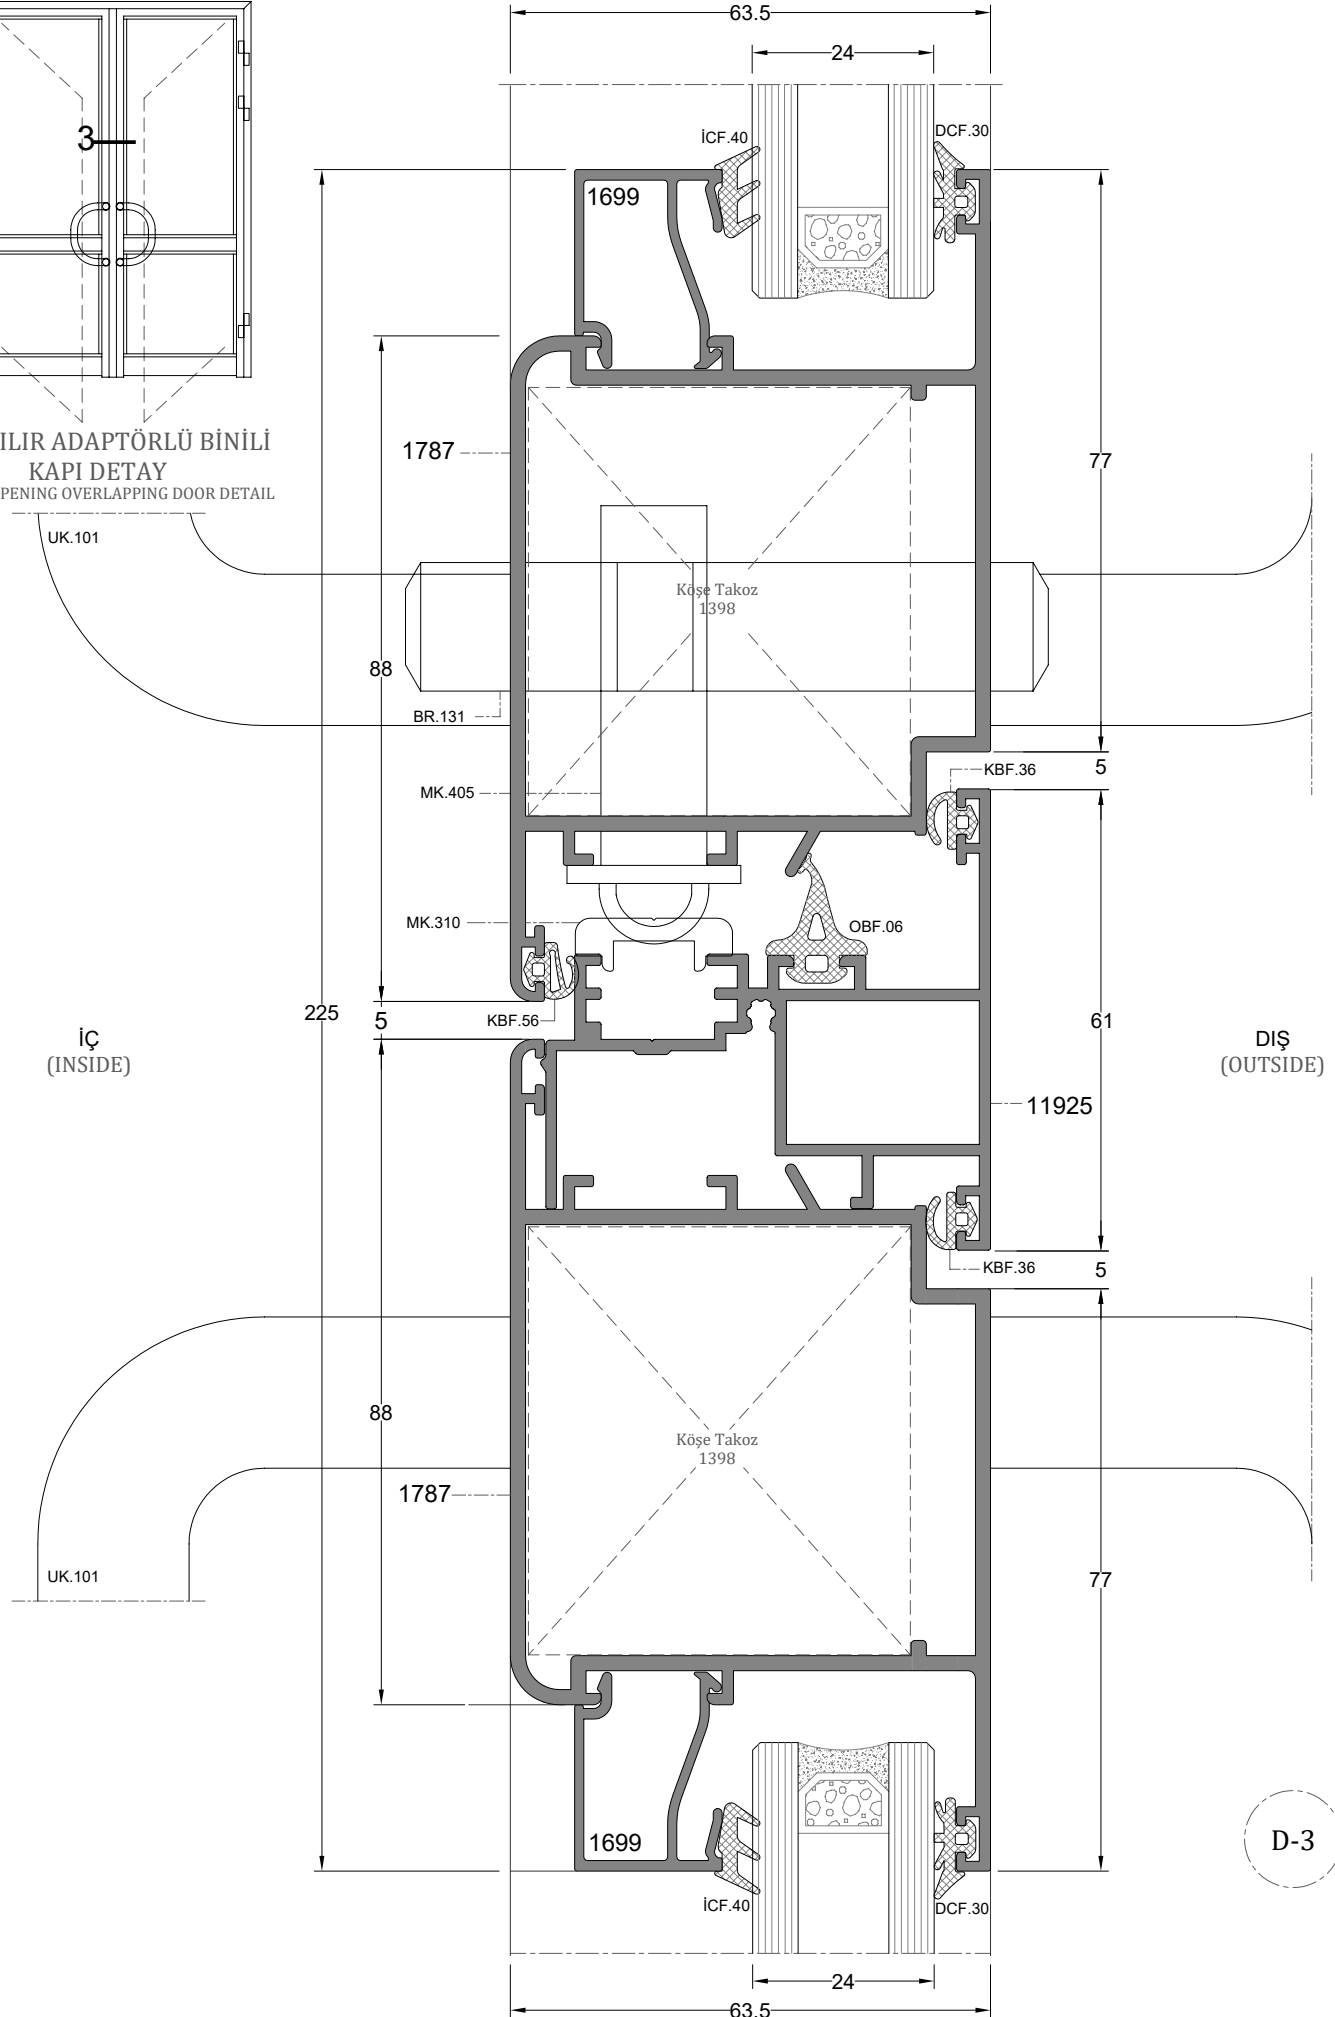 63.5
24
İCF.40
DCF.30
3
1699
ILIR ADAPTÖRLÜ BİNİLİ
KAPI DETAY
PENING OVERLAPPING DOOR DETAIL
1787
77
UK.101
Köşe Takoz
1398
88
BR.131
KBF.36
5
MK.405
MK.310
OBF.06
225
5
KBF.56
61
İÇ
(INSIDE)
DIŞ
(OUTSIDE)
11925
KBF.36
5
88
Köşe Takoz
1398
1787
UK.101
77
1699
D-3
İCF.40
DCF.30
24
63.5